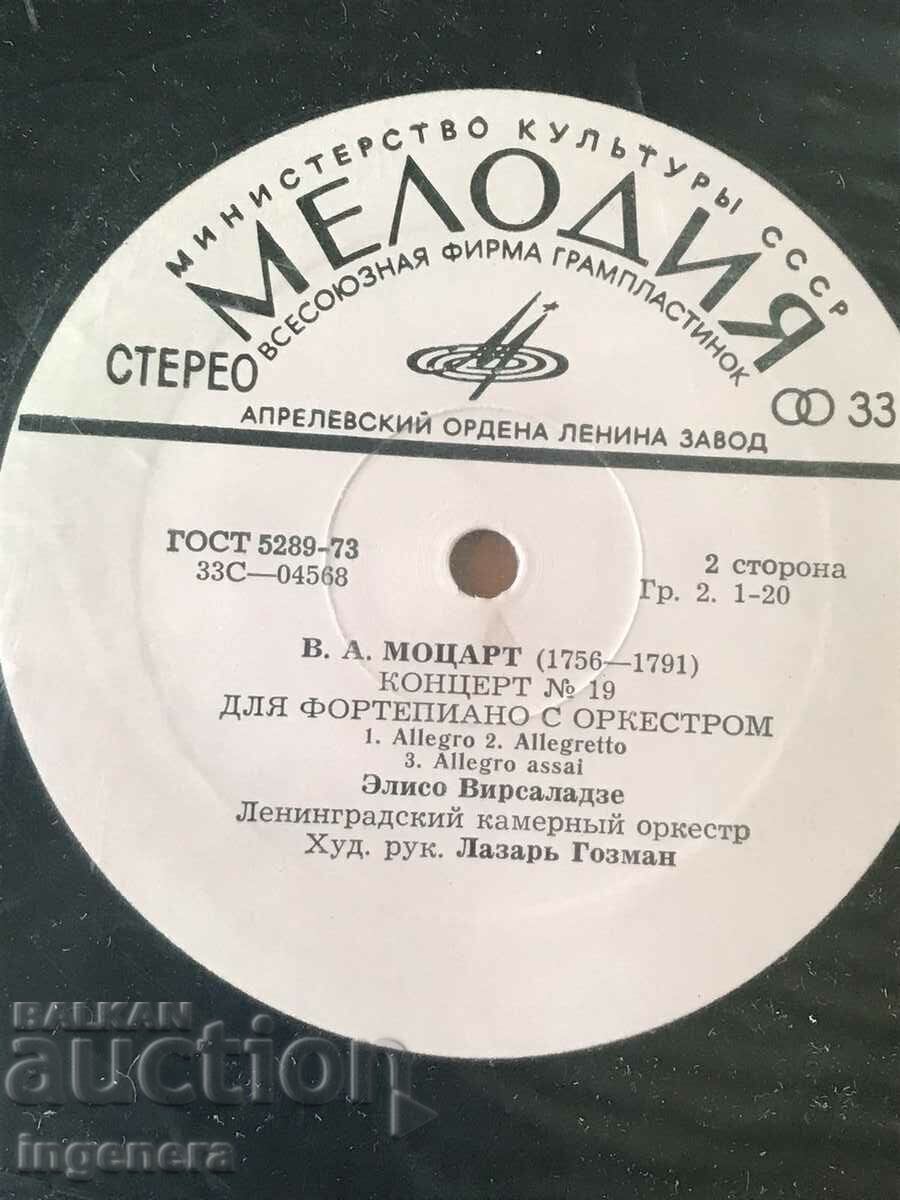 МИНИСТЕРСТВО КУЛЬТУРЫ СССР
МЕЛОДИЯ
ВСЕСОЮЗНАЯ ФИРМА ГРАМПЛАСТИНОК
СТЕРЕО
33
АПРЕЛЕВСКИЙ ОРДЕНА ЛЕНИНА ЗАВОД
ГОСТ 5289-73
33С—04568
2 сторона
Гр. 2. 1-20
В. А. МОЦАРТ (1756—1791)
КОНЦЕРТ № 19
ДЛЯ ФОРТЕПИАНО С ОРКЕСТРОМ
1. Allegro 2. Allegretto
3. Allegro assai
Элисо Вирсаладзе
Ленинградский камерный оркестр
Худ. рук. Лазарь Гозман
BALKAN
auction
ingenera